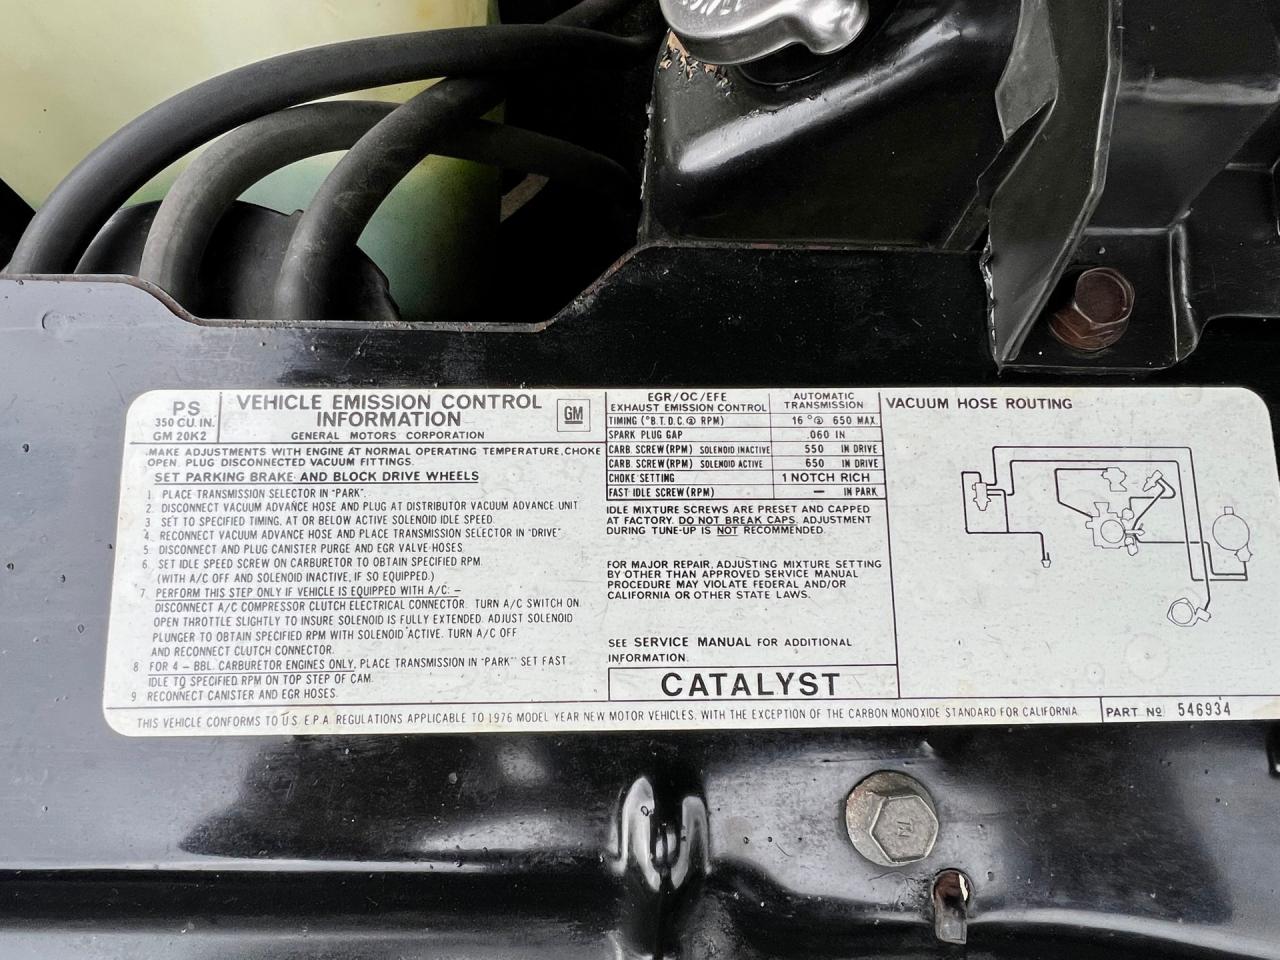 PS
350 CU. IN.
GM 20K2
VEHICLE EMISSION CONTROL
INFORMATION
GENERAL MOTORS CORPORATION
GM
MAKE ADJUSTMENTS WITH ENGINE AT NORMAL OPERATING TEMPERATURE, CHOKE
OPEN. PLUG DISCONNECTED VACUUM FITTINGS.
SET PARKING BRAKE AND BLOCK DRIVE WHEELS
1. PLACE TRANSMISSION SELECTOR IN "PARK".
2. DISCONNECT VACUUM ADVANCE HOSE AND PLUG AT DISTRIBUTOR VACUUM ADVANCE UNIT
3. SET TO SPECIFIED TIMING. AT OR BELOW ACTIVE SOLENOID IDLE SPEED.
4. RECONNECT VACUUM ADVANCE HOSE AND PLACE TRANSMISSION SELECTOR IN "DRIVE"
5. DISCONNECT AND PLUG CANISTER PURGE AND EGR VALVE HOSES.
6. SET IDLE SPEED SCREW ON CARBURETOR TO OBTAIN SPECIFIED RPM.
(WITH A/C OFF AND SOLENOID INACTIVE, IF SO EQUIPPED.)
7. PERFORM THIS STEP ONLY IF VEHICLE IS EQUIPPED WITH A/C: –
DISCONNECT A/C COMPRESSOR CLUTCH ELECTRICAL CONNECTOR. TURN A/C SWITCH ON.
OPEN THROTTLE SLIGHTLY TO INSURE SOLENOID IS FULLY EXTENDED. ADJUST SOLENOID
PLUNGER TO OBTAIN SPECIFIED RPM WITH SOLENOID ACTIVE. TURN A/C OFF
AND RECONNECT CLUTCH CONNECTOR.
8 FOR 4 – BBL. CARBURETOR ENGINES ONLY, PLACE TRANSMISSION IN "PARK" SET FAST
IDLE TO SPECIFIED RPM ON TOP STEP OF CAM.
9 RECONNECT CANISTER AND EGR HOSES.
EGR/OC/EFE
EXHAUST EMISSION CONTROL
AUTOMATIC
TRANSMISSION
TIMING (°B.T.D.C. @ RPM) 16° @ 650 MAX.
SPARK PLUG GAP .060 IN
CARB. SCREW (RPM) SOLENOID INACTIVE 550 IN DRIVE
CARB. SCREW (RPM) SOLENOID ACTIVE 650 IN DRIVE
CHOKE SETTING 1 NOTCH RICH
FAST IDLE SCREW (RPM) — IN PARK
IDLE MIXTURE SCREWS ARE PRESET AND CAPPED
AT FACTORY. DO NOT BREAK CAPS. ADJUSTMENT
DURING TUNE-UP IS NOT RECOMMENDED.
FOR MAJOR REPAIR, ADJUSTING MIXTURE SETTING
BY OTHER THAN APPROVED SERVICE MANUAL
PROCEDURE MAY VIOLATE FEDERAL AND/OR
CALIFORNIA OR OTHER STATE LAWS.
SEE SERVICE MANUAL FOR ADDITIONAL
INFORMATION.
CATALYST
VACUUM HOSE ROUTING
THIS VEHICLE CONFORMS TO U.S. E.P.A. REGULATIONS APPLICABLE TO 1976 MODEL YEAR NEW MOTOR VEHICLES, WITH THE EXCEPTION OF THE CARBON MONOXIDE STANDARD FOR CALIFORNIA.
PART Nº 546934